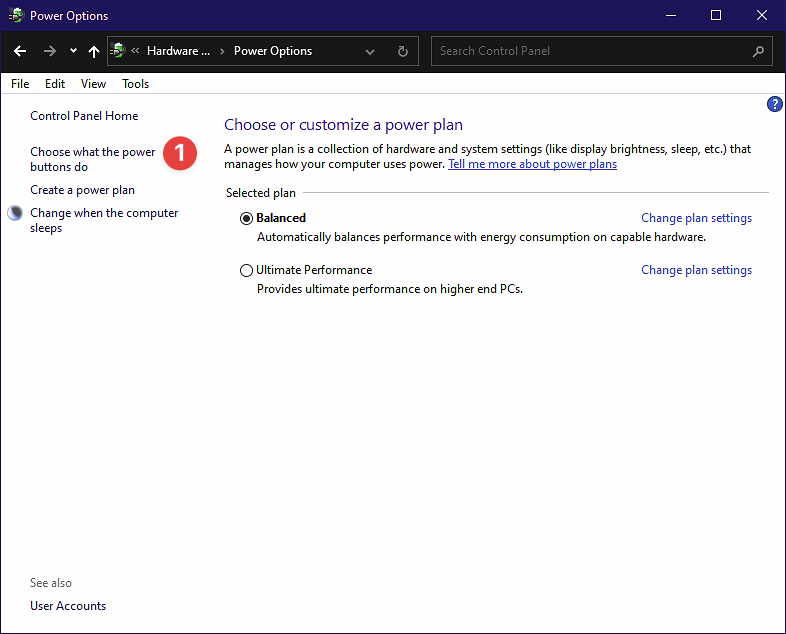 Power Options
« Hardware ... › Power Options
Search Control Panel
File Edit View Tools
?
Control Panel Home
Choose what the power
buttons do
1
Create a power plan
Change when the computer
sleeps
Choose or customize a power plan
A power plan is a collection of hardware and system settings (like display brightness, sleep, etc.) that
manages how your computer uses power. Tell me more about power plans
Selected plan
Balanced Change plan settings
Automatically balances performance with energy consumption on capable hardware.
Ultimate Performance Change plan settings
Provides ultimate performance on higher end PCs.
See also
User Accounts